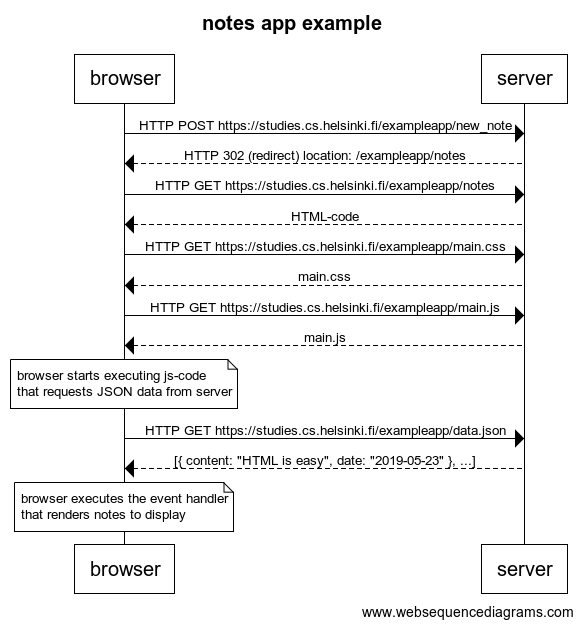 notes app example
browser
server
HTTP POST https://studies.cs.helsinki.fi/exampleapp/new_note
HTTP 302 (redirect) location: /exampleapp/notes
HTTP GET https://studies.cs.helsinki.fi/exampleapp/notes
HTML-code
HTTP GET https://studies.cs.helsinki.fi/exampleapp/main.css
main.css
HTTP GET https://studies.cs.helsinki.fi/exampleapp/main.js
main.js
browser starts executing js-code
that requests JSON data from server
HTTP GET https://studies.cs.helsinki.fi/exampleapp/data.json
[{ content: "HTML is easy", date: "2019-05-23" }, ...]
browser executes the event handler
that renders notes to display
browser
server
www.websequencediagrams.com